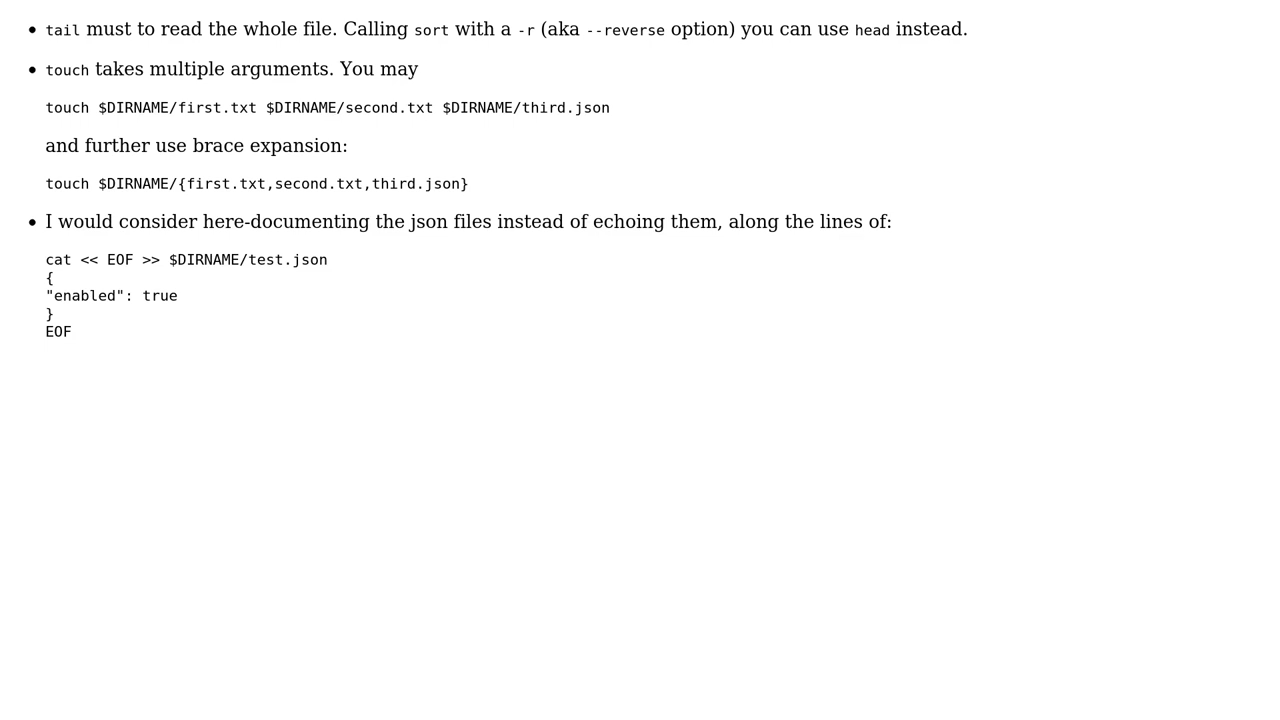 • tail must to read the whole file. Calling sort with a -r (aka --reverse option) you can use head instead.
• touch takes multiple arguments. You may
touch $DIRNAME/first.txt $DIRNAME/second.txt $DIRNAME/third.json
and further use brace expansion:
touch $DIRNAME/{first.txt,second.txt,third.json}
• I would consider here-documenting the json files instead of echoing them, along the lines of:
cat << EOF >> $DIRNAME/test.json
{
"enabled": true
}
EOF